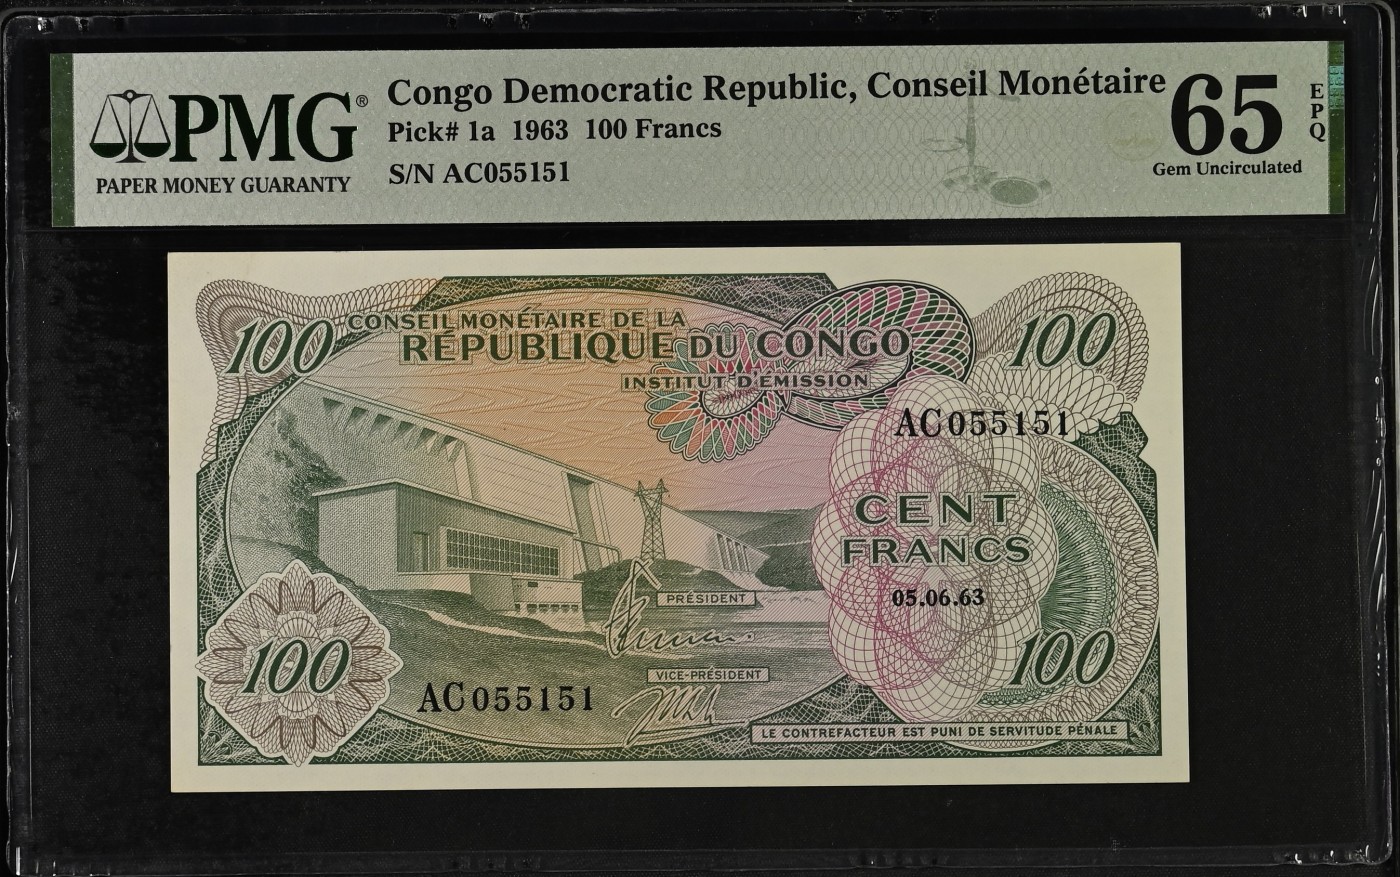 PMG®
PAPER MONEY GUARANTY
Congo Democratic Republic, Conseil Monétaire
Pick# 1a 1963 100 Francs
S/N AC055151
65
EPQ
Gem Uncirculated
100
CONSEIL MONÉTAIRE DE LA
RÉPUBLIQUE DU CONGO
INSTITUT D'ÉMISSION
100
AC055151
CENT
FRANCS
05.06.63
PRÉSIDENT
VICE-PRÉSIDENT
100
AC055151
100
LE CONTREFACTEUR EST PUNI DE SERVITUDE PÉNALE